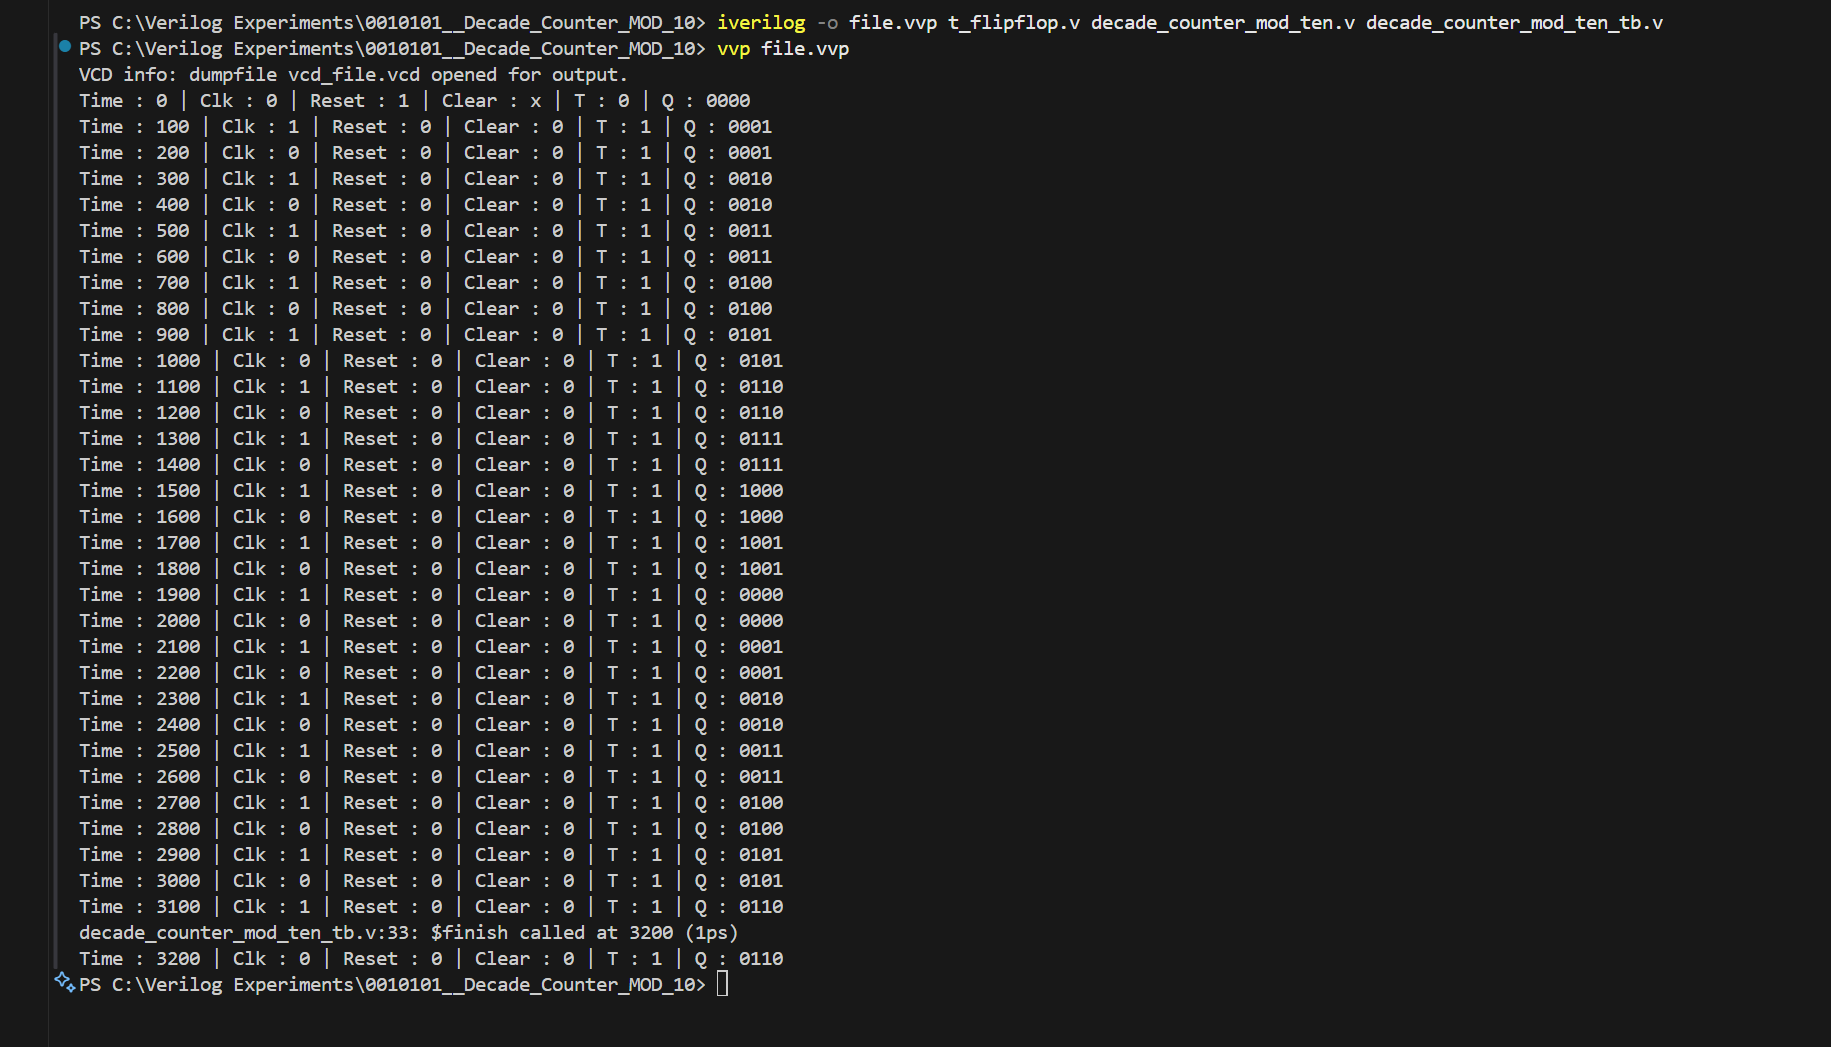 PS C:\Verilog Experiments\0010101__Decade_Counter_MOD_10> iverilog -o file.vvp t_flipflop.v decade_counter_mod_ten.v decade_counter_mod_ten_tb.v
PS C:\Verilog Experiments\0010101__Decade_Counter_MOD_10> vvp file.vvp
VCD info: dumpfile vcd_file.vcd opened for output.
Time : 0 | Clk : 0 | Reset : 1 | Clear : x | T : 0 | Q : 0000
Time : 100 | Clk : 1 | Reset : 0 | Clear : 0 | T : 1 | Q : 0001
Time : 200 | Clk : 0 | Reset : 0 | Clear : 0 | T : 1 | Q : 0001
Time : 300 | Clk : 1 | Reset : 0 | Clear : 0 | T : 1 | Q : 0010
Time : 400 | Clk : 0 | Reset : 0 | Clear : 0 | T : 1 | Q : 0010
Time : 500 | Clk : 1 | Reset : 0 | Clear : 0 | T : 1 | Q : 0011
Time : 600 | Clk : 0 | Reset : 0 | Clear : 0 | T : 1 | Q : 0011
Time : 700 | Clk : 1 | Reset : 0 | Clear : 0 | T : 1 | Q : 0100
Time : 800 | Clk : 0 | Reset : 0 | Clear : 0 | T : 1 | Q : 0100
Time : 900 | Clk : 1 | Reset : 0 | Clear : 0 | T : 1 | Q : 0101
Time : 1000 | Clk : 0 | Reset : 0 | Clear : 0 | T : 1 | Q : 0101
Time : 1100 | Clk : 1 | Reset : 0 | Clear : 0 | T : 1 | Q : 0110
Time : 1200 | Clk : 0 | Reset : 0 | Clear : 0 | T : 1 | Q : 0110
Time : 1300 | Clk : 1 | Reset : 0 | Clear : 0 | T : 1 | Q : 0111
Time : 1400 | Clk : 0 | Reset : 0 | Clear : 0 | T : 1 | Q : 0111
Time : 1500 | Clk : 1 | Reset : 0 | Clear : 0 | T : 1 | Q : 1000
Time : 1600 | Clk : 0 | Reset : 0 | Clear : 0 | T : 1 | Q : 1000
Time : 1700 | Clk : 1 | Reset : 0 | Clear : 0 | T : 1 | Q : 1001
Time : 1800 | Clk : 0 | Reset : 0 | Clear : 0 | T : 1 | Q : 1001
Time : 1900 | Clk : 1 | Reset : 0 | Clear : 0 | T : 1 | Q : 0000
Time : 2000 | Clk : 0 | Reset : 0 | Clear : 0 | T : 1 | Q : 0000
Time : 2100 | Clk : 1 | Reset : 0 | Clear : 0 | T : 1 | Q : 0001
Time : 2200 | Clk : 0 | Reset : 0 | Clear : 0 | T : 1 | Q : 0001
Time : 2300 | Clk : 1 | Reset : 0 | Clear : 0 | T : 1 | Q : 0010
Time : 2400 | Clk : 0 | Reset : 0 | Clear : 0 | T : 1 | Q : 0010
Time : 2500 | Clk : 1 | Reset : 0 | Clear : 0 | T : 1 | Q : 0011
Time : 2600 | Clk : 0 | Reset : 0 | Clear : 0 | T : 1 | Q : 0011
Time : 2700 | Clk : 1 | Reset : 0 | Clear : 0 | T : 1 | Q : 0100
Time : 2800 | Clk : 0 | Reset : 0 | Clear : 0 | T : 1 | Q : 0100
Time : 2900 | Clk : 1 | Reset : 0 | Clear : 0 | T : 1 | Q : 0101
Time : 3000 | Clk : 0 | Reset : 0 | Clear : 0 | T : 1 | Q : 0101
Time : 3100 | Clk : 1 | Reset : 0 | Clear : 0 | T : 1 | Q : 0110
decade_counter_mod_ten_tb.v:33: $finish called at 3200 (1ps)
Time : 3200 | Clk : 0 | Reset : 0 | Clear : 0 | T : 1 | Q : 0110
PS C:\Verilog Experiments\0010101__Decade_Counter_MOD_10>